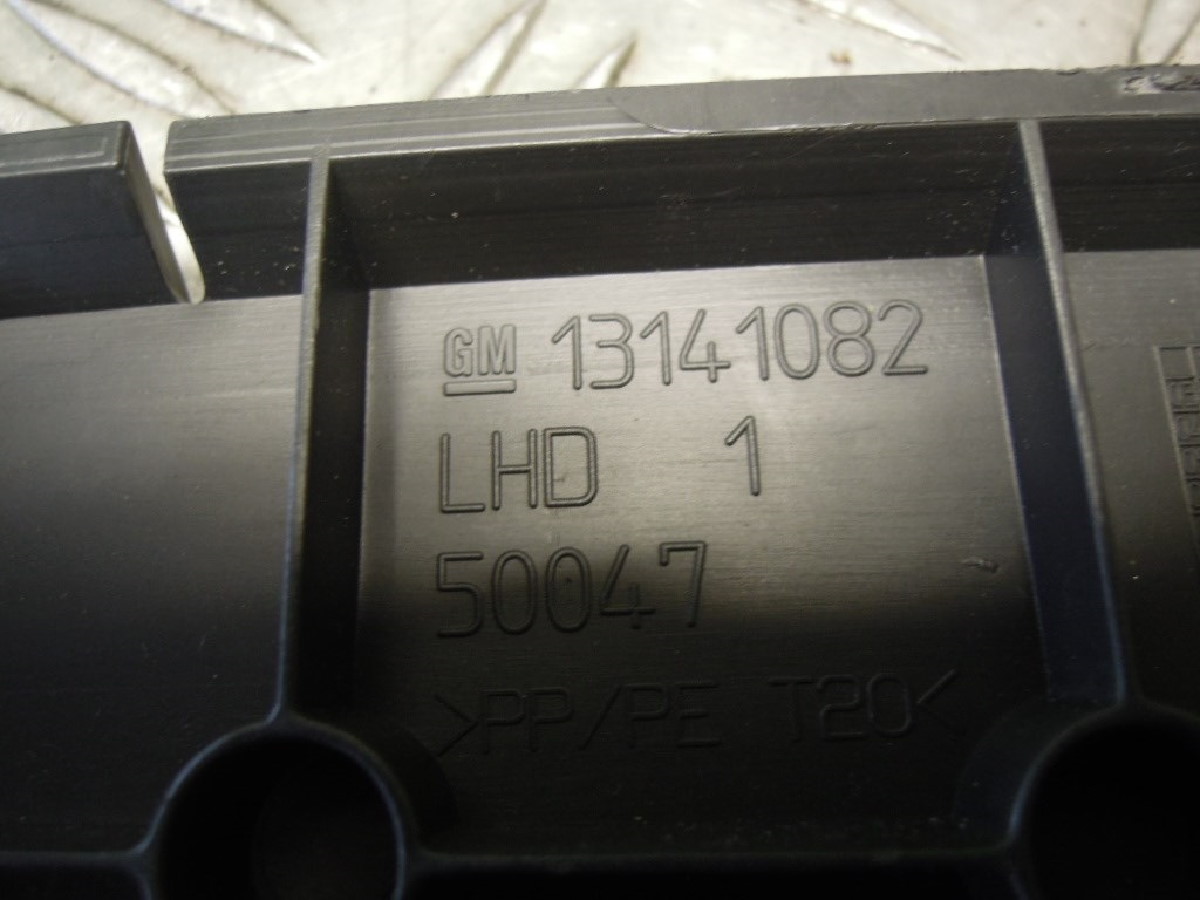 GM 13141082
LHD 1
50047
>PP/PE T20<